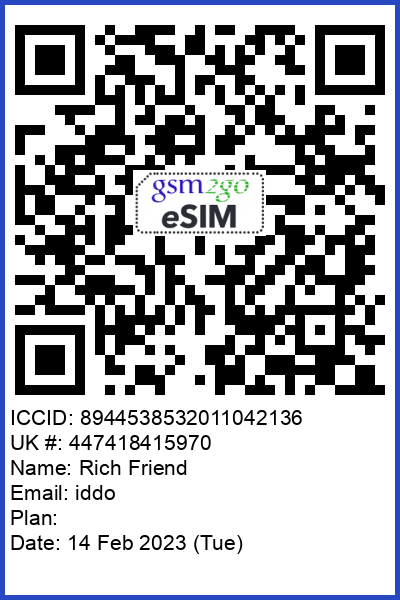 gsm2go
eSIM
ICCID: 8944538532011042136
UK #: 447418415970
Name: Rich Friend
Email: iddo
Plan:
Date: 14 Feb 2023 (Tue)